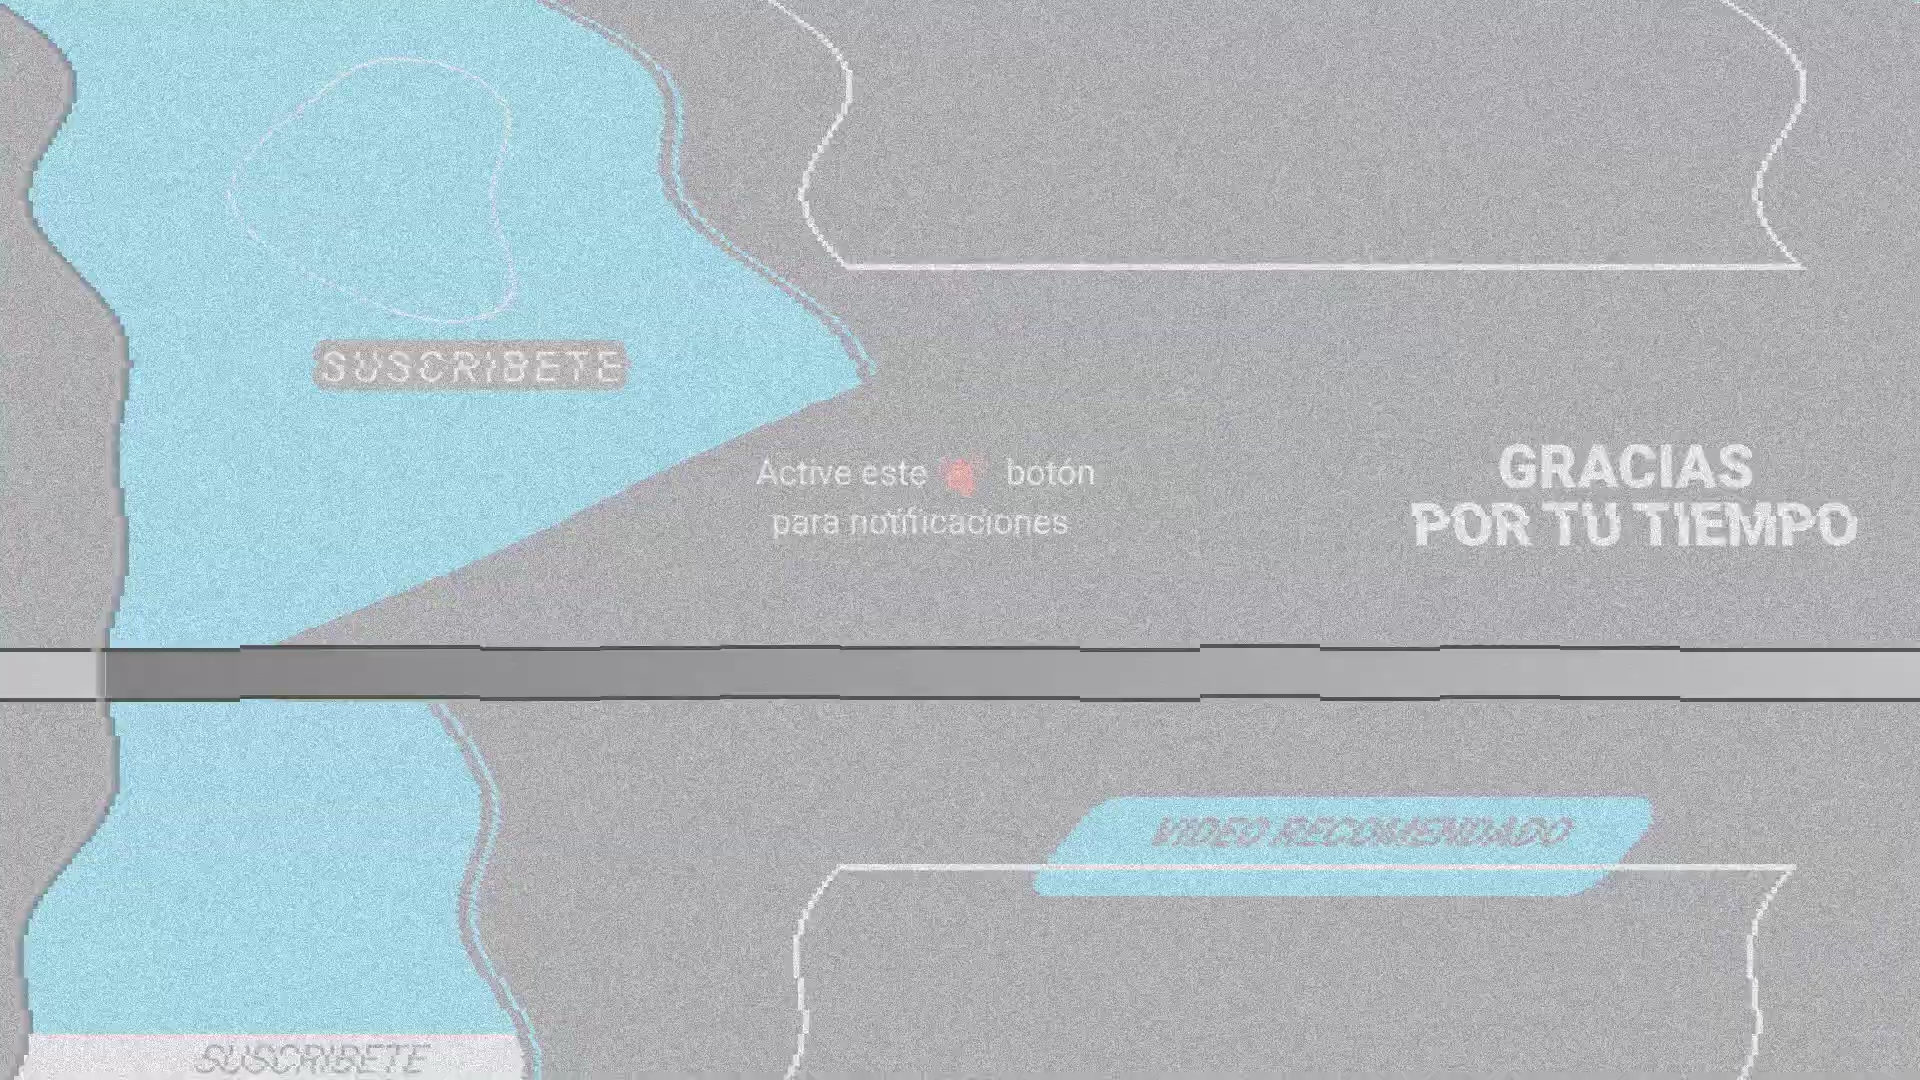 SUSCRIBETE
Active este botón
para notificaciones
GRACIAS
POR TU TIEMPO
VIDEO RECOMENDADO
SUSCRIBETE